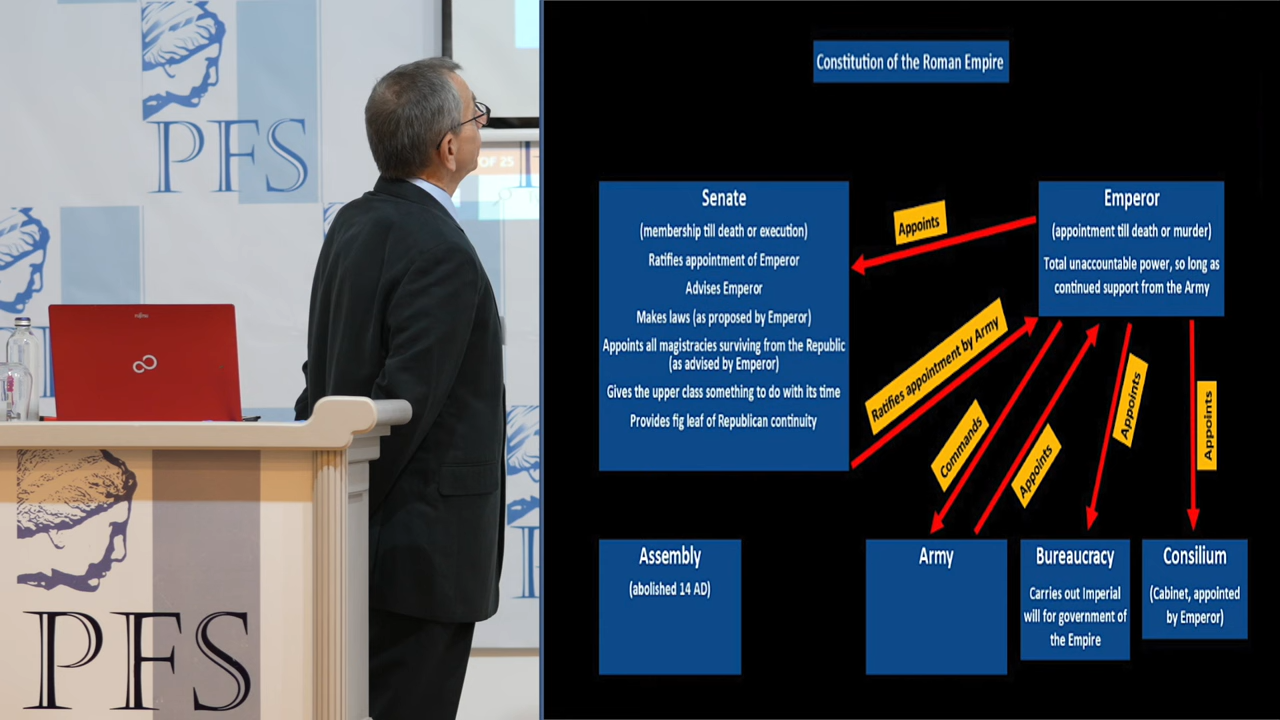 PFS
OF 25
FUJITSU
PFS
Constitution of the Roman Empire
Senate
(membership till death or execution)
Ratifies appointment of Emperor
Advises Emperor
Makes laws (as proposed by Emperor)
Appoints all magistracies surviving from the Republic
(as advised by Emperor)
Gives the upper class something to do with its time
Provides fig leaf of Republican continuity
Appoints
Emperor
(appointment till death or murder)
Total unaccountable power, so long as
continued support from the Army
Ratifies appointment by Army
Commands
Appoints
Appoints
Appoints
Assembly
(abolished 14 AD)
Army
Bureaucracy
Carries out Imperial
will for government of
the Empire
Consilium
(Cabinet, appointed
by Emperor)